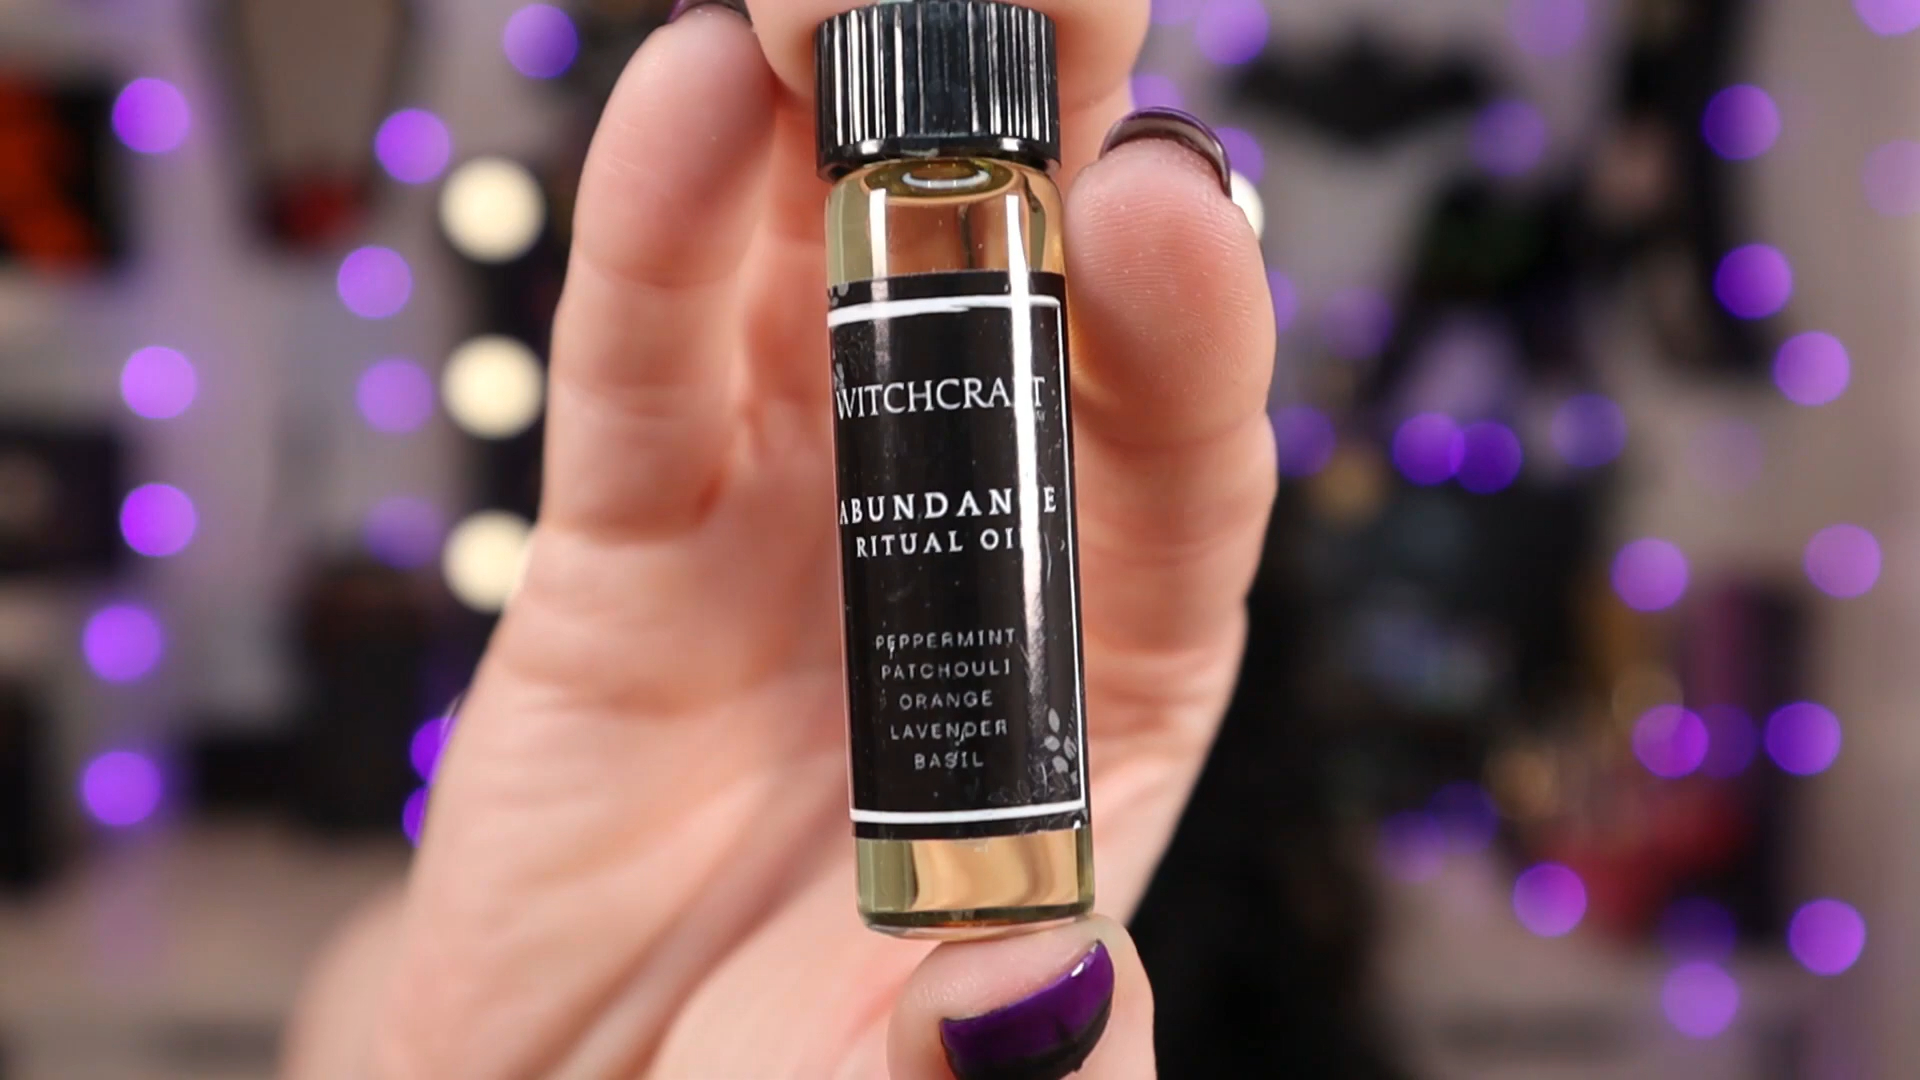 WITCHCRAFT
ABUNDANCE
RITUAL OIL
PEPPERMINT
PATCHOULI
ORANGE
LAVENDER
BASIL